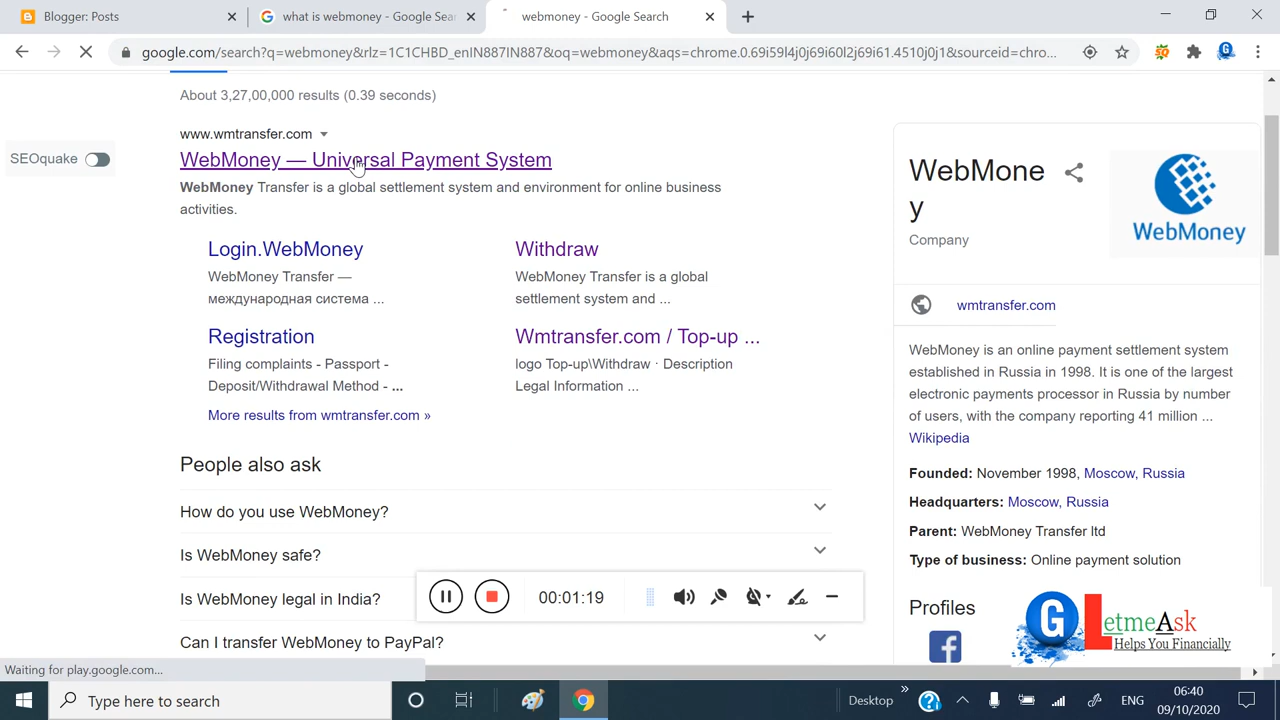 Blogger: Posts
what is webmoney - Google Sea
webmoney - Google Search
google.com/search?q=webmoney&rlz=1C1CHBD_enIN887IN887&oq=webmoney&aqs=chrome.0.69i59l4j0j69i60l2j69i61.4510j0j1&sourceid=chro...
About 3,27,00,000 results (0.39 seconds)
www.wmtransfer.com
SEOquake
WebMoney — Universal Payment System
WebMoney Transfer is a global settlement system and environment for online business
activities.
Login.WebMoney
WebMoney Transfer —
международная система ...
Withdraw
WebMoney Transfer is a global
settlement system and ...
Registration
Filing complaints - Passport -
Deposit/Withdrawal Method - ...
Wmtransfer.com / Top-up ...
logo Top-up\Withdraw · Description
Legal Information ...
More results from wmtransfer.com »
People also ask
How do you use WebMoney?
Is WebMoney safe?
Is WebMoney legal in India?
Can I transfer WebMoney to PayPal?
WebMone
y
Company
WebMoney
wmtransfer.com
WebMoney is an online payment settlement system
established in Russia in 1998. It is one of the largest
electronic payments processor in Russia by number
of users, with the company reporting 41 million ...
Wikipedia
Founded: November 1998, Moscow, Russia
Headquarters: Moscow, Russia
Parent: WebMoney Transfer ltd
Type of business: Online payment solution
Profiles
00:01:19
G LetmeAsk
Helps You Financially
Waiting for play.google.com...
Type here to search
Desktop
ENG
06:40
09/10/2020